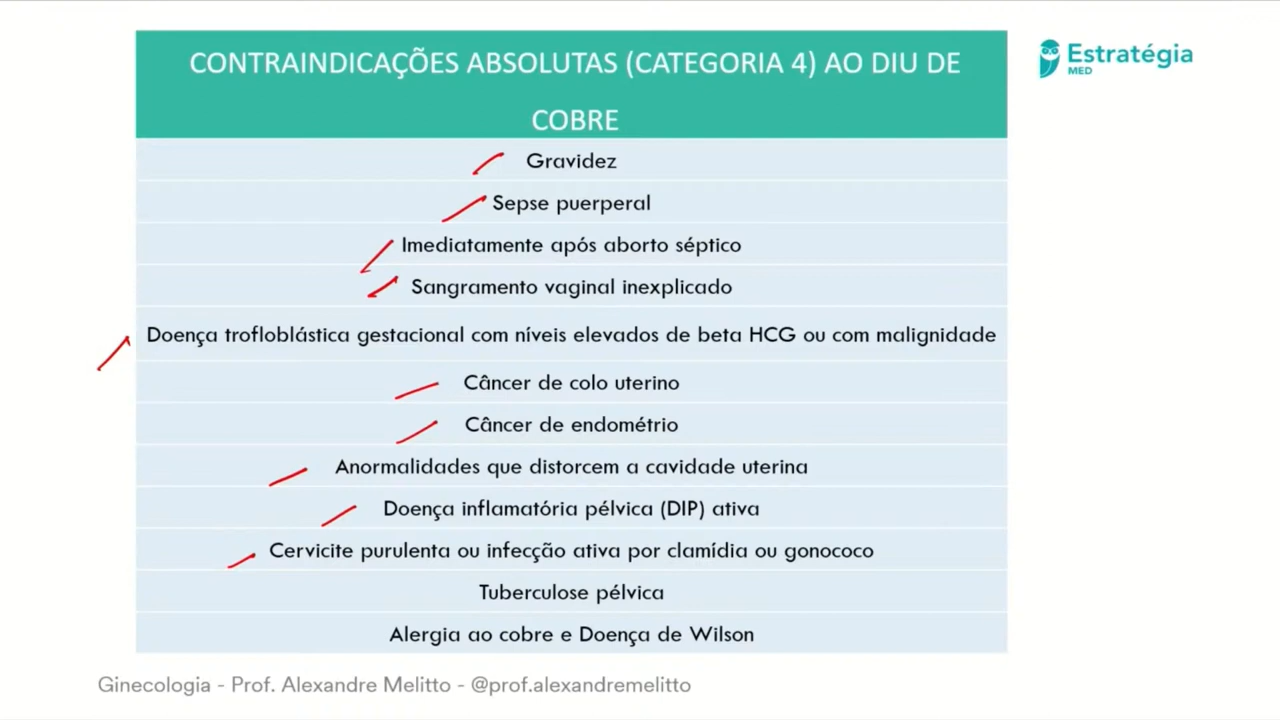 CONTRAINDICAÇÕES ABSOLUTAS (CATEGORIA 4) AO DIU DE
COBRE
Estratégia
MED
Gravidez
Sepse puerperal
Imediatamente após aborto séptico
Sangramento vaginal inexplicado
Doença trofloblástica gestacional com níveis elevados de beta HCG ou com malignidade
Câncer de colo uterino
Câncer de endométrio
Anormalidades que distorcem a cavidade uterina
Doença inflamatória pélvica (DIP) ativa
Cervicite purulenta ou infecção ativa por clamídia ou gonococo
Tuberculose pélvica
Alergia ao cobre e Doença de Wilson
Ginecologia - Prof. Alexandre Melitto - @prof.alexandremelitto